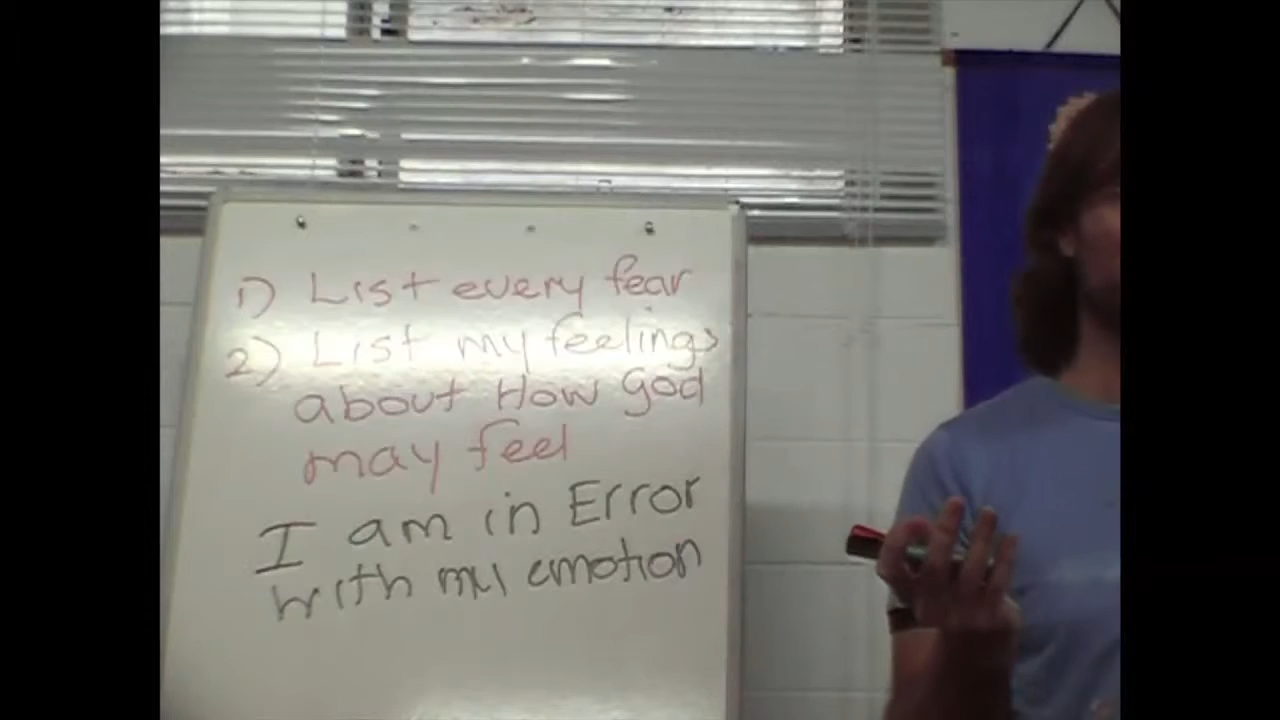 1) List every fear
2) List my feelings
about How God
may feel
I am in Error
with my emotion